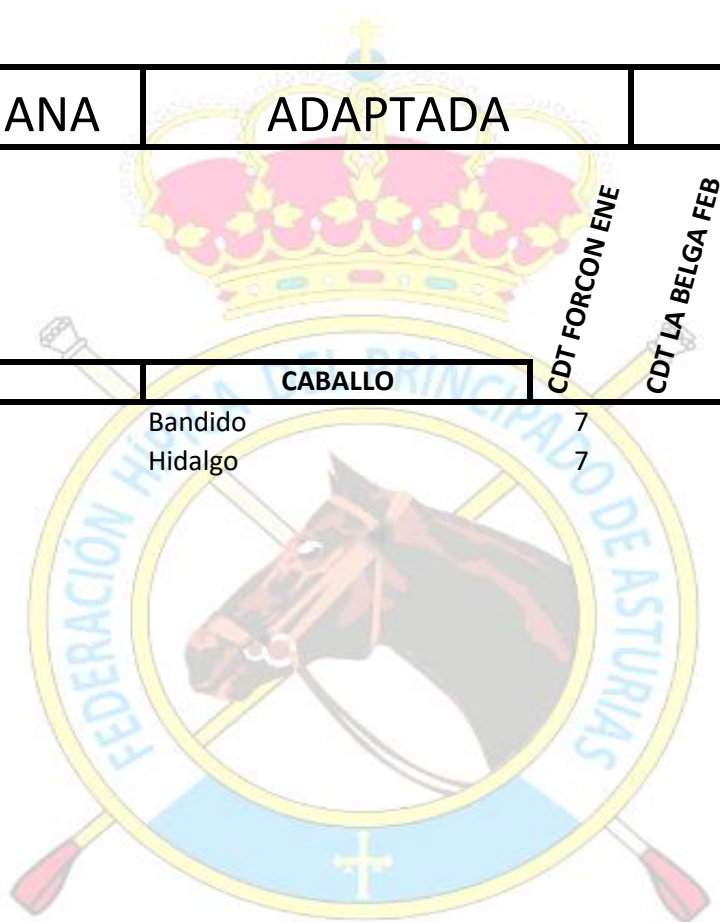 ANA ADAPTADA
CDT FORCON ENE
CDT LA BELGA FEB
CABALLO
Bandido 7
Hidalgo 7
FEDERACIÓN HÍPICA DEL PRINCIPADO DE ASTURIAS